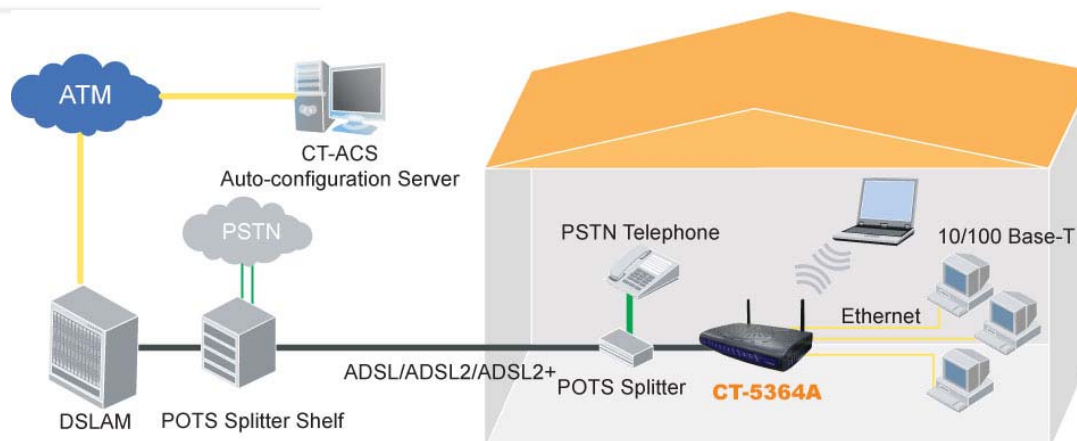 ATM
CT-ACS
Auto-configuration Server
PSTN
DSLAM
POTS Splitter Shelf
ADSL/ADSL2/ADSL2+
PSTN Telephone
POTS Splitter
CT-5364A
Ethernet
10/100 Base-T